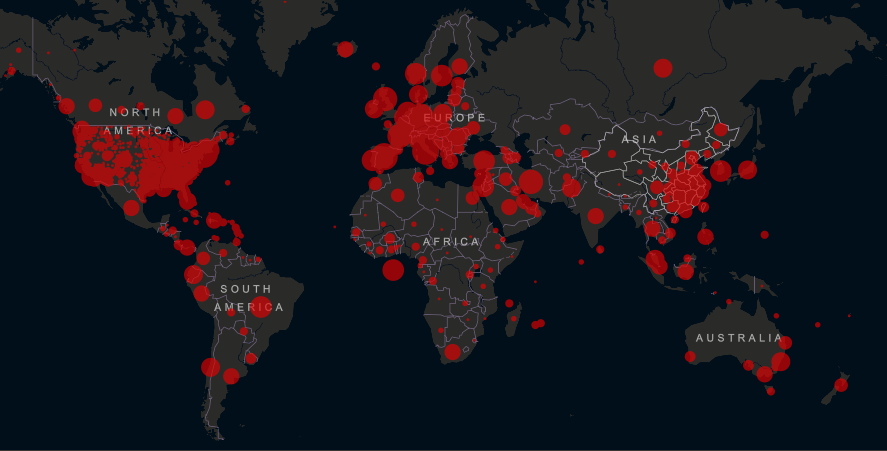 NORTH
AMERICA
EUROPE
ASIA
AFRICA
SOUTH
AMERICA
AUSTRALIA